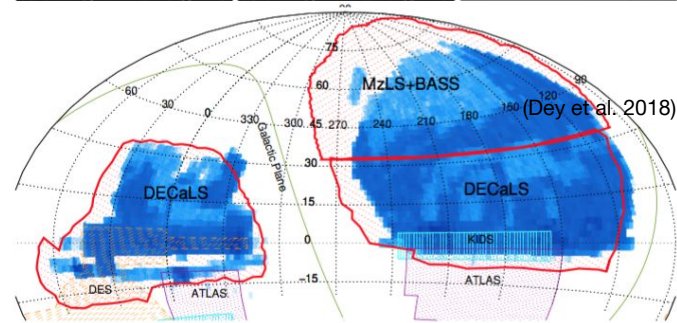 90
75
60
MzLS+BASS
90
120
(Dey et al. 2018)
150
180
210
240
270
300
45
330
0
30
60
Galactic Plane
30
DECaLS
DECaLS
15
0
KIDS
−15
DES
ATLAS
ATLAS